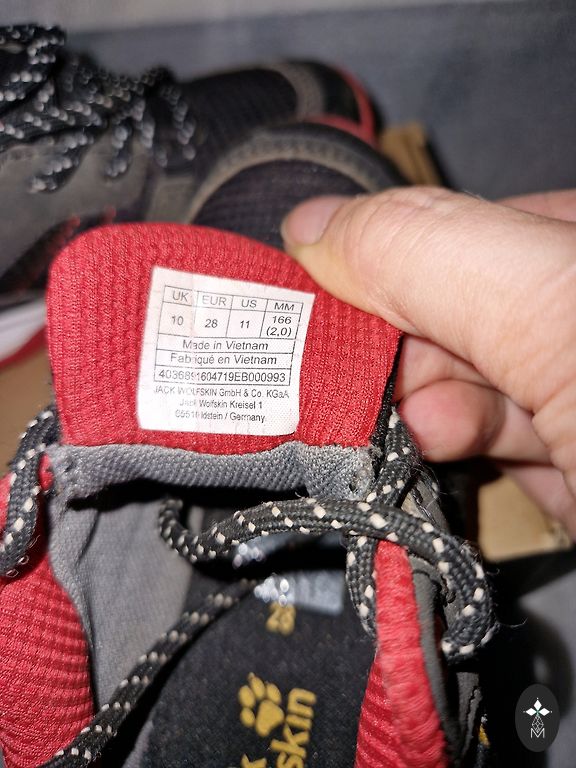 UK EUR US MM
10 28 11 166
(2,0)
Made in Vietnam
Fabriqué en Vietnam
JACK WOLFSKIN GmbH & Co. KGaA
Jack Wolfskin Kreisel 1
Idstein / Germany
28